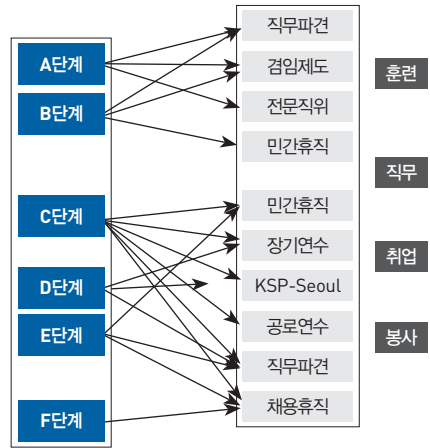 A단계
B단계
C단계
D단계
E단계
F단계
직무파견
겸임제도
전문직위
민간휴직
민간휴직
장기연수
KSP-Seoul
공로연수
직무파견
채용휴직
훈련
직무
취업
봉사